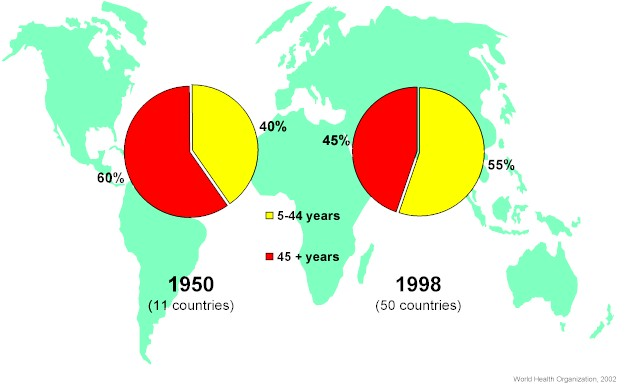 40%
60%
45%
55%
5-44 years
45 + years
1950
(11 countries)
1998
(50 countries)
World Health Organization, 2002